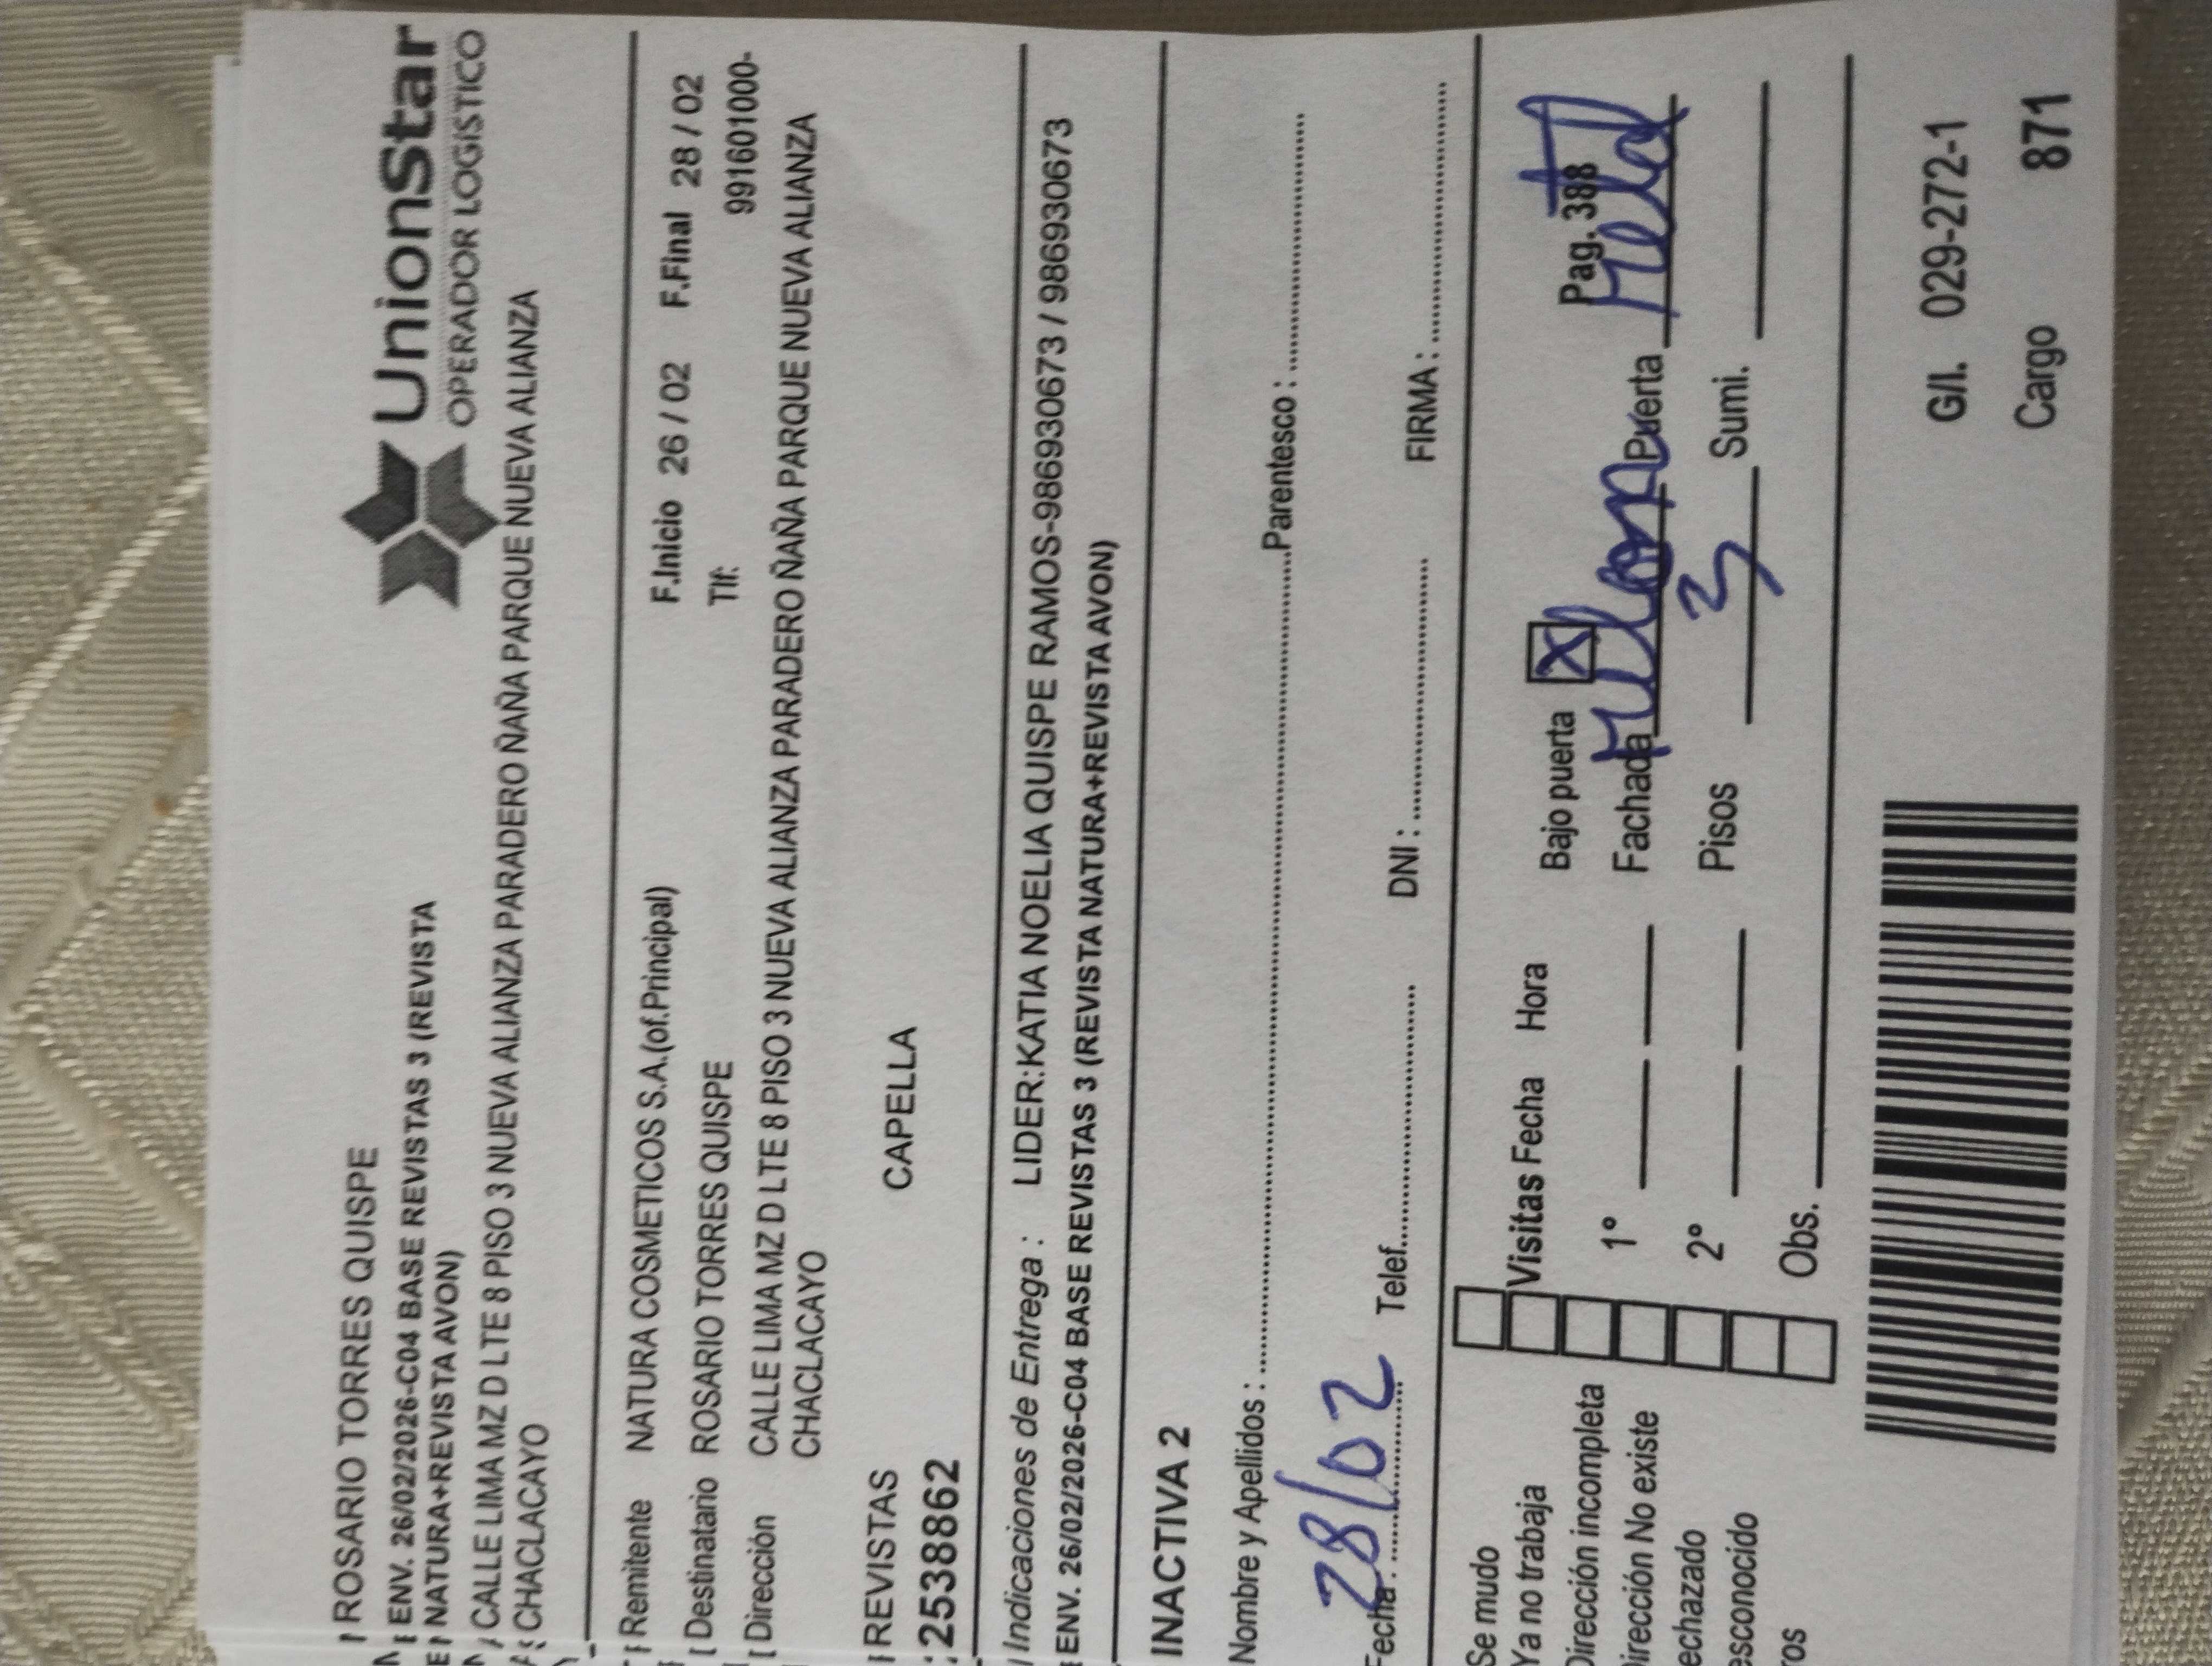 UnionStar
OPERADOR LOGÍSTICO
ROSARIO TORRES QUISPE
ENV. 26/02/2026-C04 BASE REVISTAS 3 (REVISTA
NATURA+REVISTA AVON)
CALLE LIMA MZ D LTE 8 PISO 3 NUEVA ALIANZA PARADERO ÑAÑA PARQUE NUEVA ALIANZA
CHACLACAYO
Remitente NATURA COSMETICOS S.A.(of.Principal) F.Inicio 26 / 02 F.Final 28 / 02
Destinatario ROSARIO TORRES QUISPE Tlf: 991601000-
Dirección CALLE LIMA MZ D LTE 8 PISO 3 NUEVA ALIANZA PARADERO ÑAÑA PARQUE NUEVA ALIANZA
CHACLACAYO
REVISTAS CAPELLA
2538862
Indicaciones de Entrega : LIDER:KATIA NOELIA QUISPE RAMOS-986930673 / 986930673
ENV. 26/02/2026-C04 BASE REVISTAS 3 (REVISTA NATURA+REVISTA AVON)
INACTIVA 2
Nombre y Apellidos : Parentesco :
Fecha : 28/02 Telef. DNI : FIRMA :
Se mudo
Ya no trabaja
Dirección incompleta
Dirección No existe
echazado
esconocido
ros
Visitas Fecha Hora Bajo puerta X Pag. 388
1° Fachada Puerta Metal
2° Pisos 3 Sumi.
Obs.
G/I. 029-272-1
Cargo 871